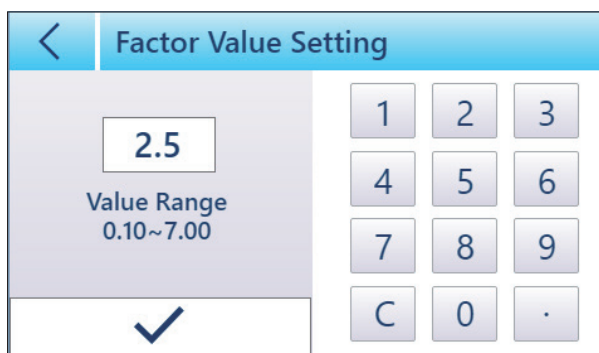 Factor Value Setting
2.5
Value Range
0.10~7.00
1 2 3
4 5 6
7 8 9
C 0 .